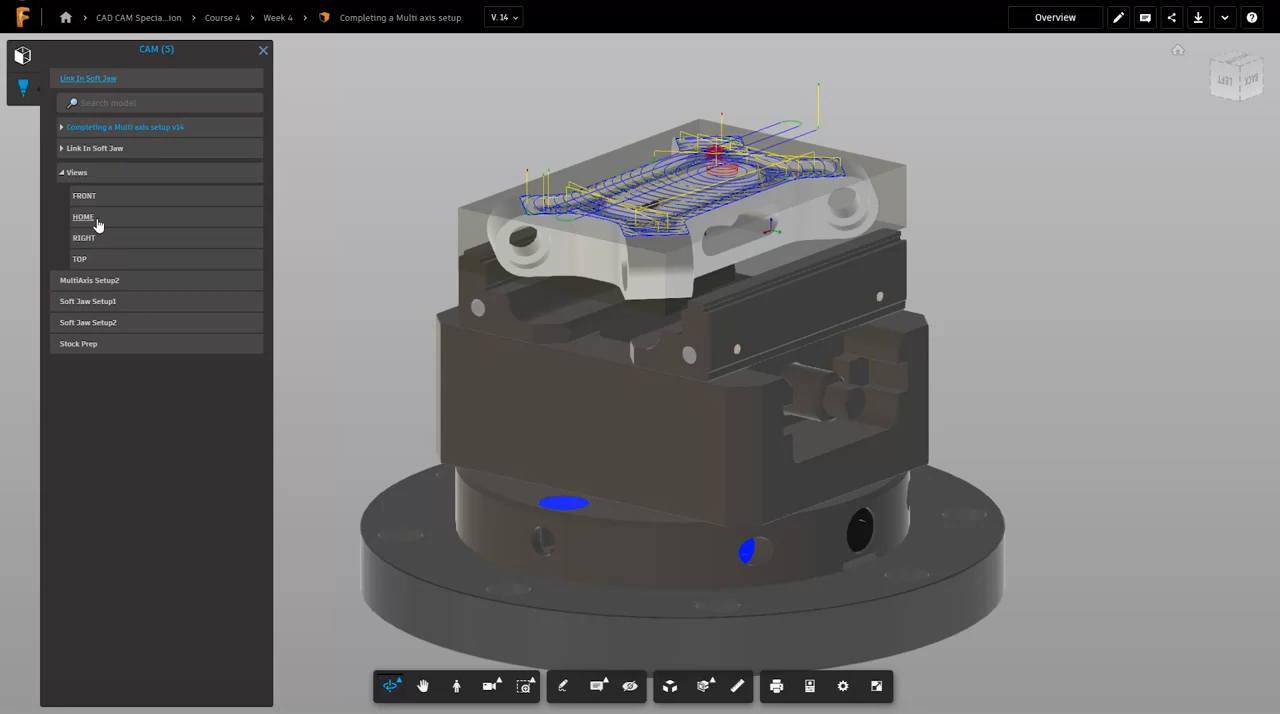 CAD CAM Specia...ion
Course 4
Week 4
Completing a Multi axis setup
V. 14
Overview
CAM (5)
Link In Soft Jaw
Search model
Completing a Multi axis setup v14
Link In Soft Jaw
Views
FRONT
HOME
RIGHT
TOP
MultiAxis Setup2
Soft Jaw Setup1
Soft Jaw Setup2
Stock Prep
LEFT
BACK